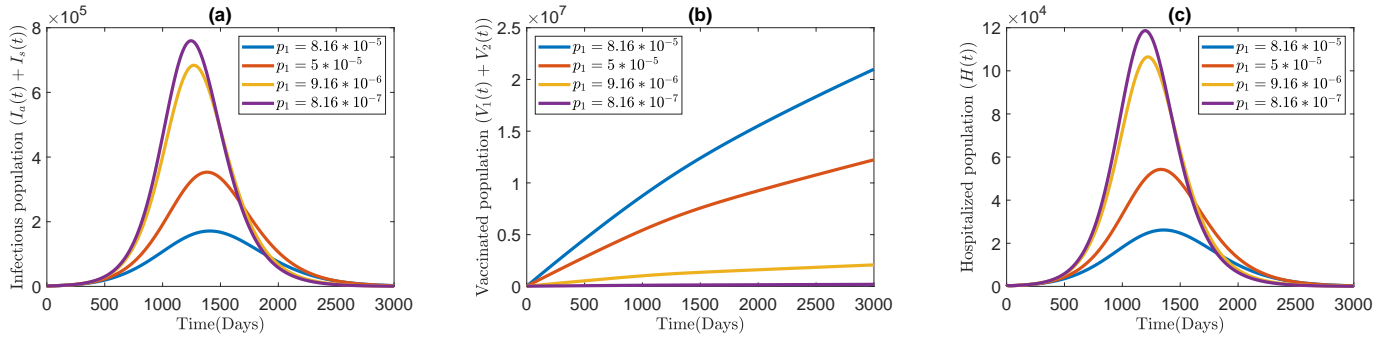 (a)
×10^5
Infectious population (I_a(t) + I_s(t))
8
6
4
2
0
p_1 = 8.16 * 10^{-5}
p_1 = 5 * 10^{-5}
p_1 = 9.16 * 10^{-6}
p_1 = 8.16 * 10^{-7}
0 500 1000 1500 2000 2500 3000
Time(Days)
(b)
×10^7
Vaccinated population (V_1(t) + V_2(t))
2.5
2
1.5
1
0.5
0
p_1 = 8.16 * 10^{-5}
p_1 = 5 * 10^{-5}
p_1 = 9.16 * 10^{-6}
p_1 = 8.16 * 10^{-7}
0 500 1000 1500 2000 2500 3000
Time(Days)
(c)
×10^4
Hospitalized population (H(t))
12
10
8
6
4
2
0
p_1 = 8.16 * 10^{-5}
p_1 = 5 * 10^{-5}
p_1 = 9.16 * 10^{-6}
p_1 = 8.16 * 10^{-7}
0 500 1000 1500 2000 2500 3000
Time(Days)